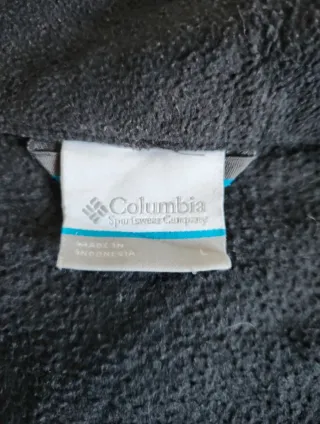 Columbia
Sportswear Company
MADE IN
INDONESIA
L